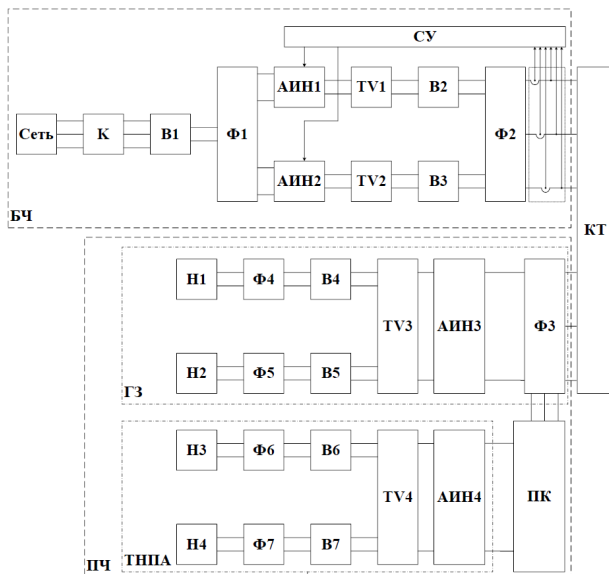 СУ
АИН1
TV1
В2
Сеть
К
В1
Ф1
Ф2
АИН2
TV2
В3
БЧ
КТ
Н1
Ф4
В4
TV3
АИН3
Ф3
Н2
Ф5
В5
ГЗ
Н3
Ф6
В6
TV4
АИН4
ПК
Н4
Ф7
В7
ТНПА
ПЧ